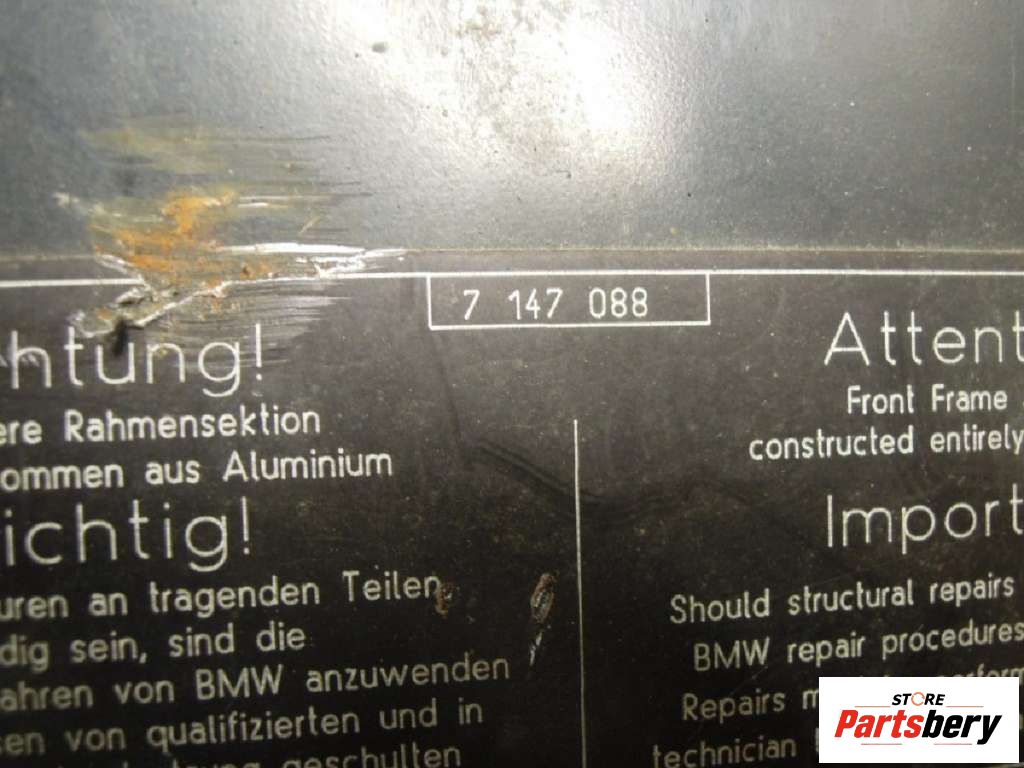 7 147 088
htung!
ere Rahmensektion
ommen aus Aluminium
ichtig!
uren an tragenden Teilen
dig sein, sind die
ahren von BMW anzuwenden
sen von qualifizierten und in
geschulten
Attent
Front Frame
constructed entirely
Import
Should structural repairs
BMW repair procedures
Repairs
technician
STORE
Partsbery